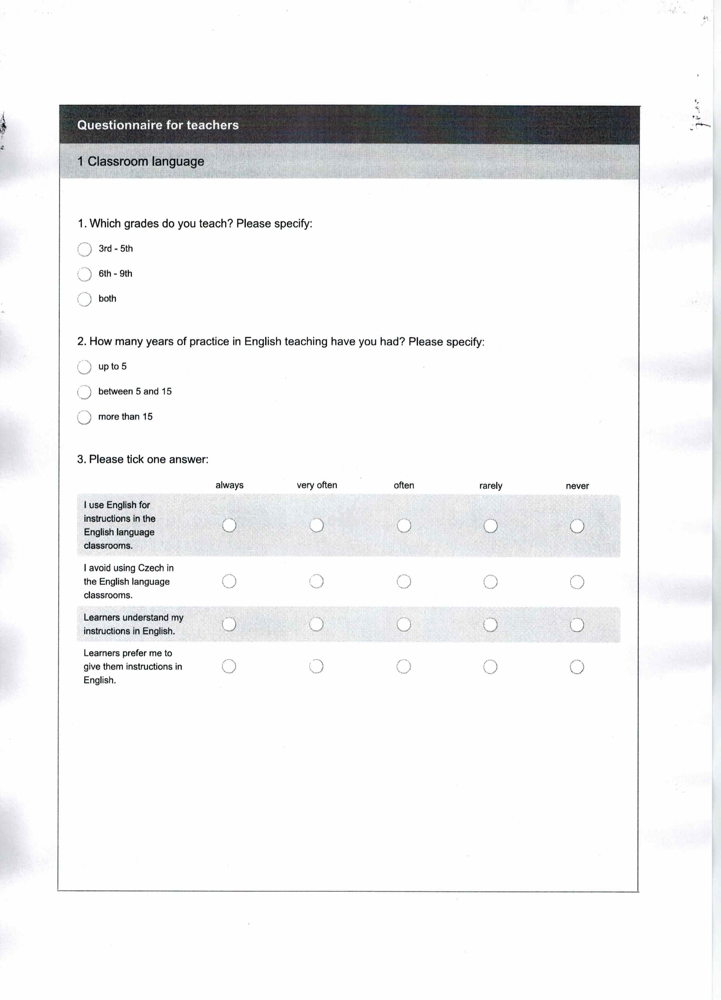 Questionnaire for teachers
1 Classroom language
1. Which grades do you teach? Please specify:
3rd - 5th
6th - 9th
both
2. How many years of practice in English teaching have you had? Please specify:
up to 5
between 5 and 15
more than 15
3. Please tick one answer:
always very often often rarely never
I use English for
instructions in the
English language
classrooms.
I avoid using Czech in
the English language
classrooms.
Learners understand my
instructions in English.
Learners prefer me to
give them instructions in
English.